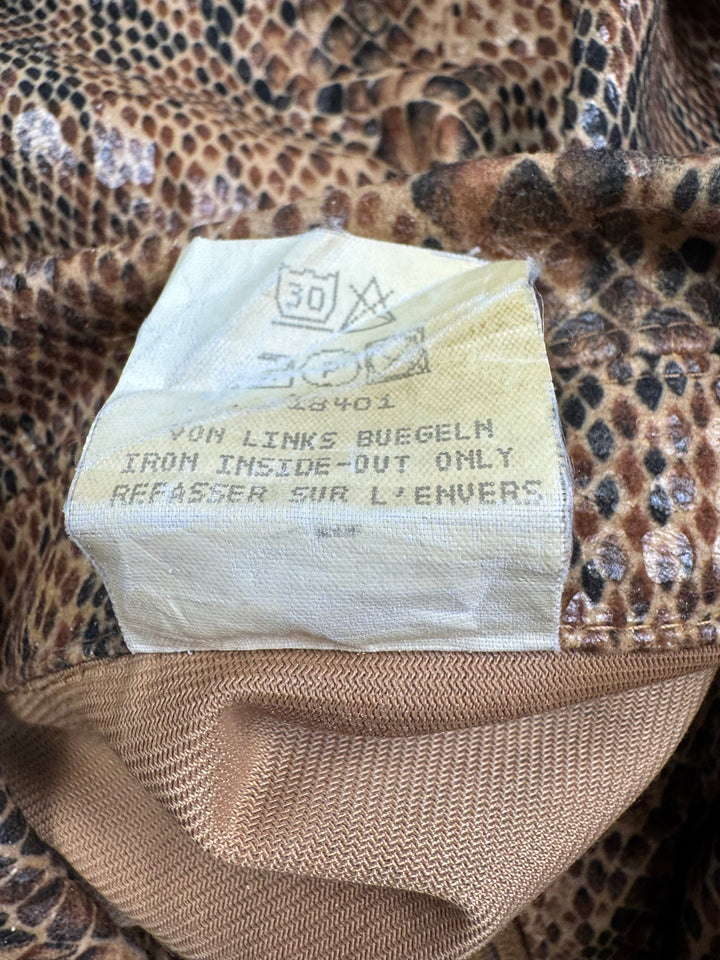 30
P
18401
VON LINKS BUEGELN
IRON INSIDE-OUT ONLY
REPASSER SUR L'ENVERS